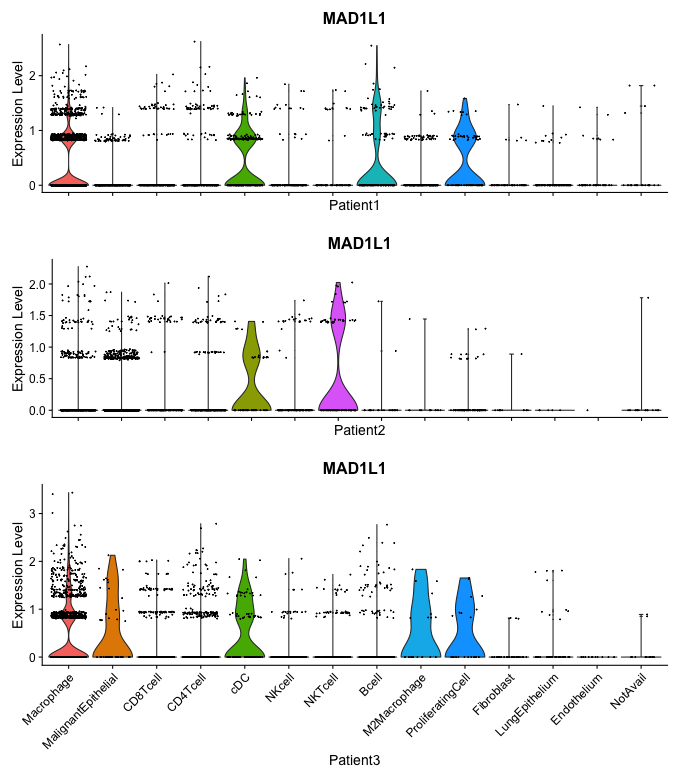 MAD1L1
Expression Level
2
1
0
Patient1
MAD1L1
Expression Level
2.0
1.5
1.0
0.5
0.0
Patient2
MAD1L1
Expression Level
3
2
1
0
Macrophage
MalignantEpithelial
CD8Tcell
CD4Tcell
cDC
NKcell
NKTcell
Bcell
M2Macrophage
ProliferatingCell
Fibroblast
LungEpithelium
Endothelium
NotAvail
Patient3